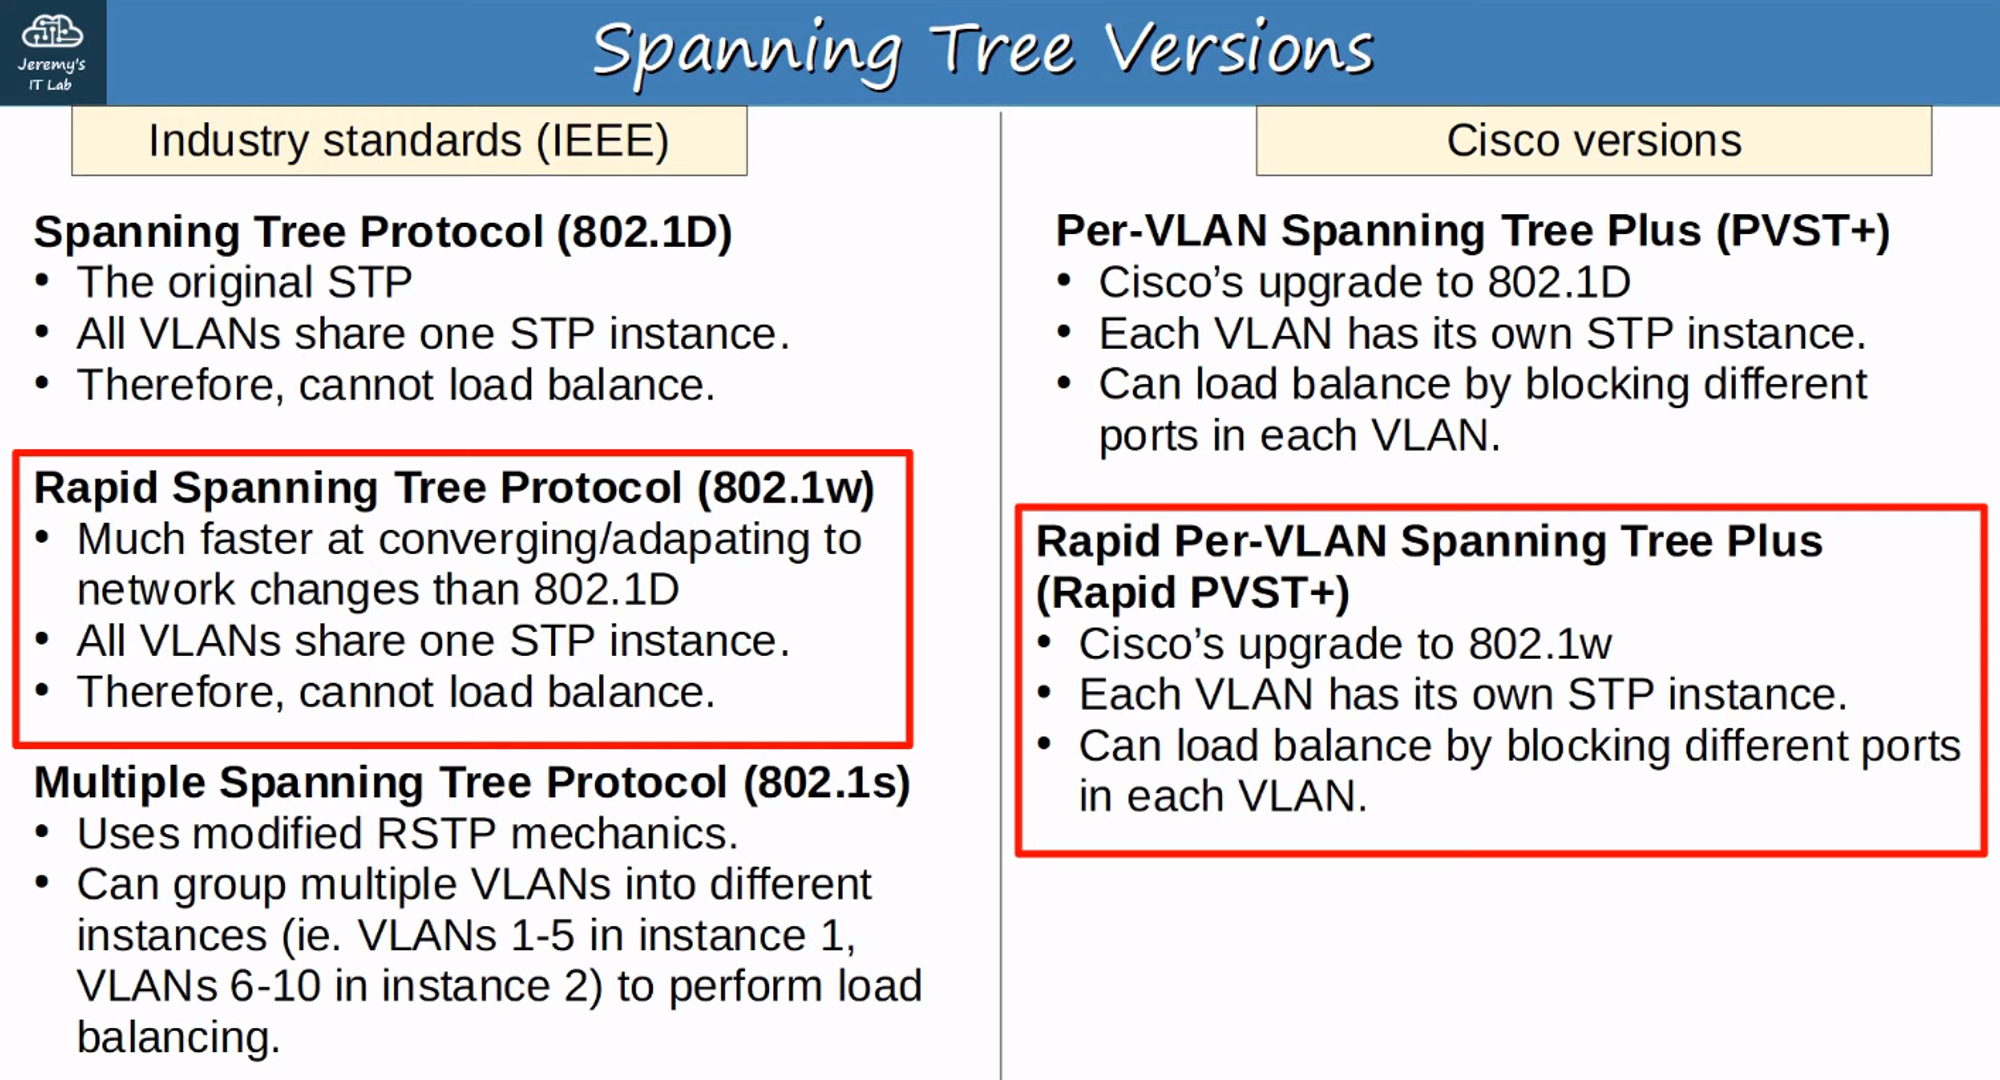 Jeremy's
IT Lab
Spanning Tree Versions
Industry standards (IEEE)
Spanning Tree Protocol (802.1D)
• The original STP
• All VLANs share one STP instance.
• Therefore, cannot load balance.
Rapid Spanning Tree Protocol (802.1w)
• Much faster at converging/adapating to
network changes than 802.1D
• All VLANs share one STP instance.
• Therefore, cannot load balance.
Multiple Spanning Tree Protocol (802.1s)
• Uses modified RSTP mechanics.
• Can group multiple VLANs into different
instances (ie. VLANs 1-5 in instance 1,
VLANs 6-10 in instance 2) to perform load
balancing.
Cisco versions
Per-VLAN Spanning Tree Plus (PVST+)
• Cisco’s upgrade to 802.1D
• Each VLAN has its own STP instance.
• Can load balance by blocking different
ports in each VLAN.
Rapid Per-VLAN Spanning Tree Plus
(Rapid PVST+)
• Cisco’s upgrade to 802.1w
• Each VLAN has its own STP instance.
• Can load balance by blocking different ports
in each VLAN.